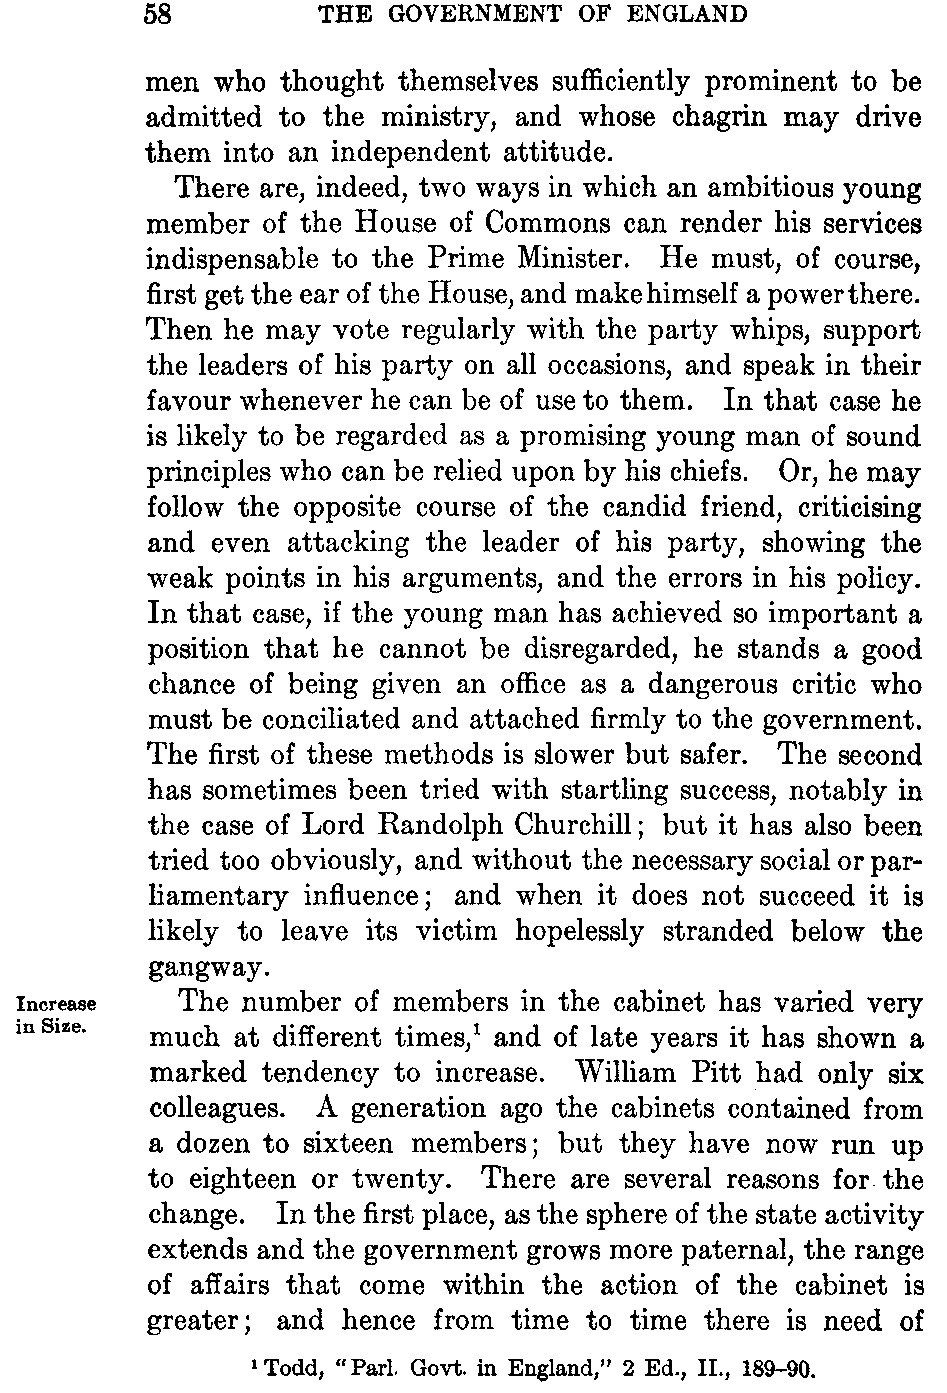 58 THE GOVERNMENT OF ENGLAND
men who thought themselves sufficiently prominent to be
admitted to the ministry, and whose chagrin may drive
them into an independent attitude.
There are, indeed, two ways in which an ambitious young
member of the House of Commons can render his services
indispensable to the Prime Minister. He must, of course,
first get the ear of the House, and make himself a power there.
Then he may vote regularly with the party whips, support
the leaders of his party on all occasions, and speak in their
favour whenever he can be of use to them. In that case he
is likely to be regarded as a promising young man of sound
principles who can be relied upon by his chiefs. Or, he may
follow the opposite course of the candid friend, criticising
and even attacking the leader of his party, showing the
weak points in his arguments, and the errors in his policy.
In that case, if the young man has achieved so important a
position that he cannot be disregarded, he stands a good
chance of being given an office as a dangerous critic who
must be conciliated and attached firmly to the government.
The first of these methods is slower but safer. The second
has sometimes been tried with startling success, notably in
the case of Lord Randolph Churchill; but it has also been
tried too obviously, and without the necessary social or par-
liamentary influence; and when it does not succeed it is
likely to leave its victim hopelessly stranded below the
gangway.
Increase
in Size.
The number of members in the cabinet has varied very
much at different times,¹ and of late years it has shown a
marked tendency to increase. William Pitt had only six
colleagues. A generation ago the cabinets contained from
a dozen to sixteen members; but they have now run up
to eighteen or twenty. There are several reasons for the
change. In the first place, as the sphere of the state activity
extends and the government grows more paternal, the range
of affairs that come within the action of the cabinet is
greater; and hence from time to time there is need of
¹ Todd, "Parl. Govt. in England," 2 Ed., II., 189–90.